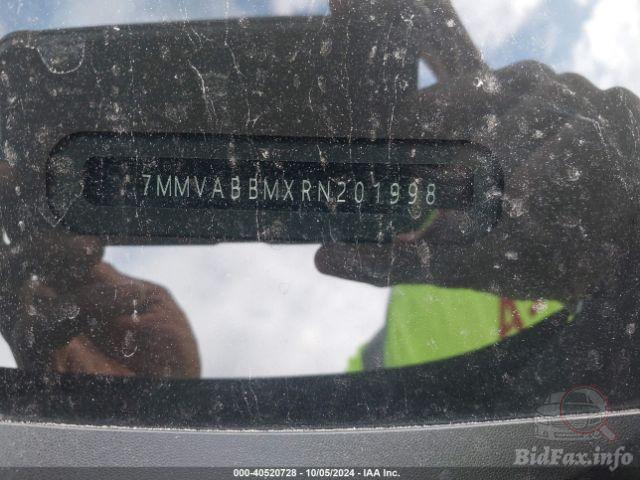 7MMVABBMXRN201998
BidFax.info
000-40520728 - 10/05/2024 - IAA Inc.